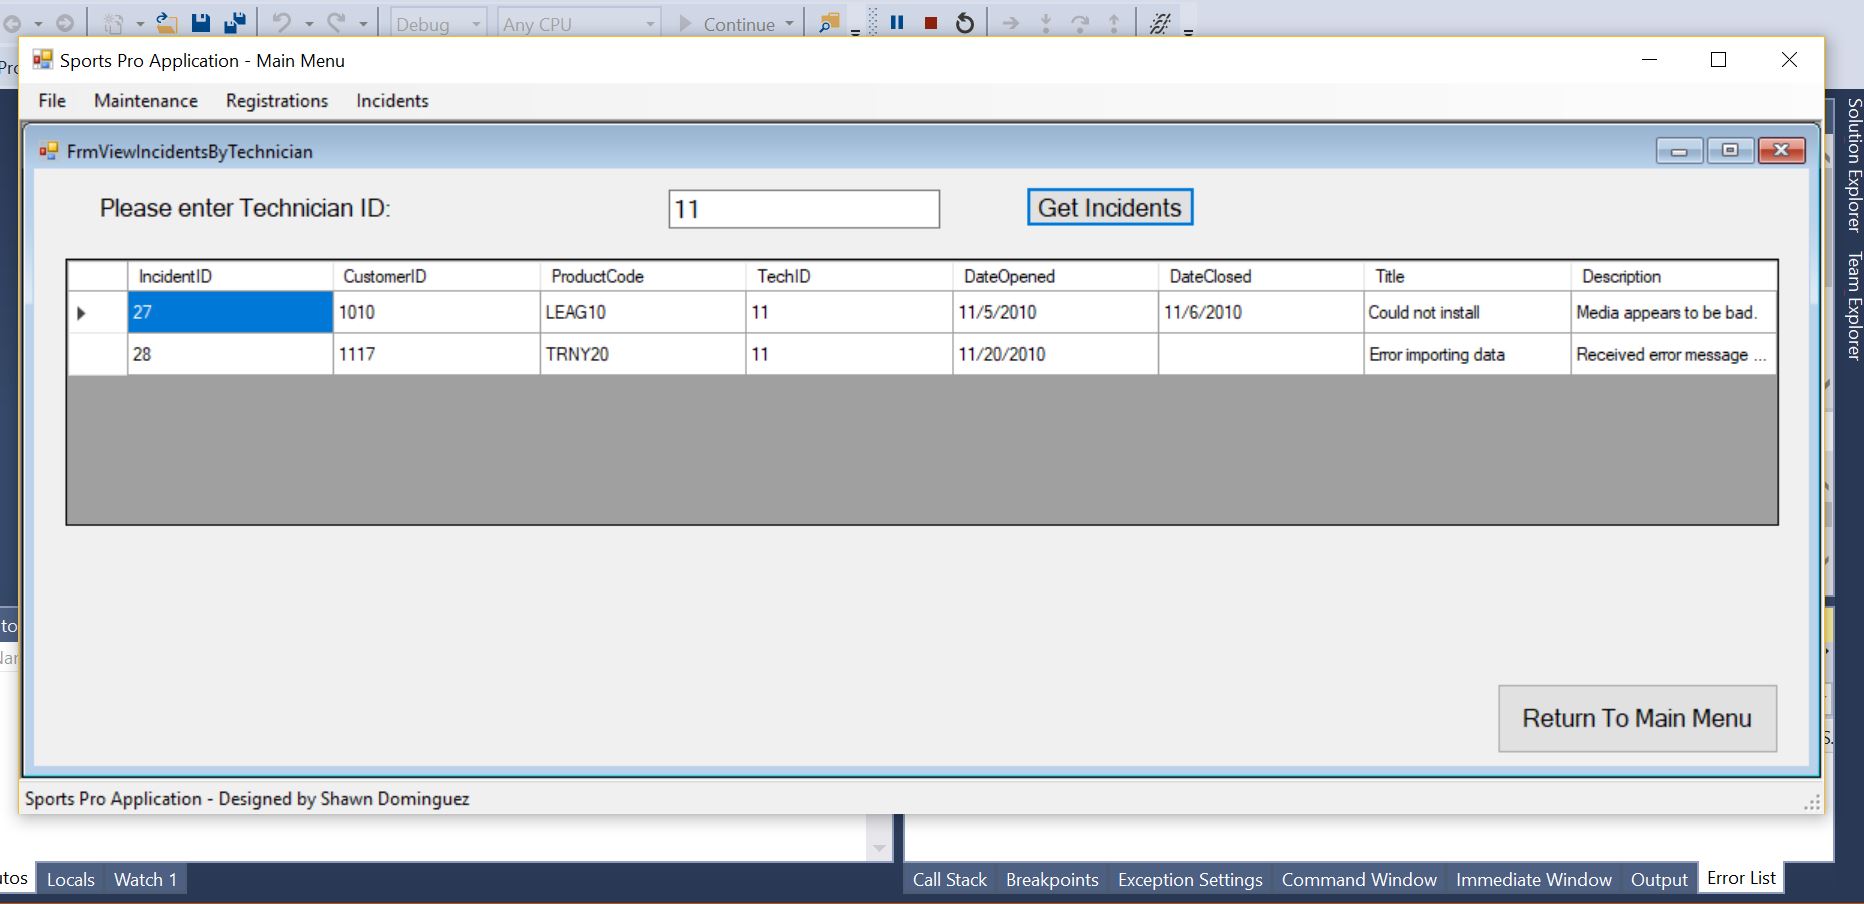 Debug Any CPU Continue
Sports Pro Application - Main Menu
File Maintenance Registrations Incidents
FrmViewIncidentsByTechnician
Please enter Technician ID: 11 Get Incidents
IncidentID CustomerID ProductCode TechID DateOpened DateClosed Title Description
27 1010 LEAG10 11 11/5/2010 11/6/2010 Could not install Media appears to be bad.
28 1117 TRNY20 11 11/20/2010 Error importing data Received error message ...
Return To Main Menu
Sports Pro Application - Designed by Shawn Dominguez
Locals Watch 1 Call Stack Breakpoints Exception Settings Command Window Immediate Window Output Error List
Solution Explorer
Team Explorer